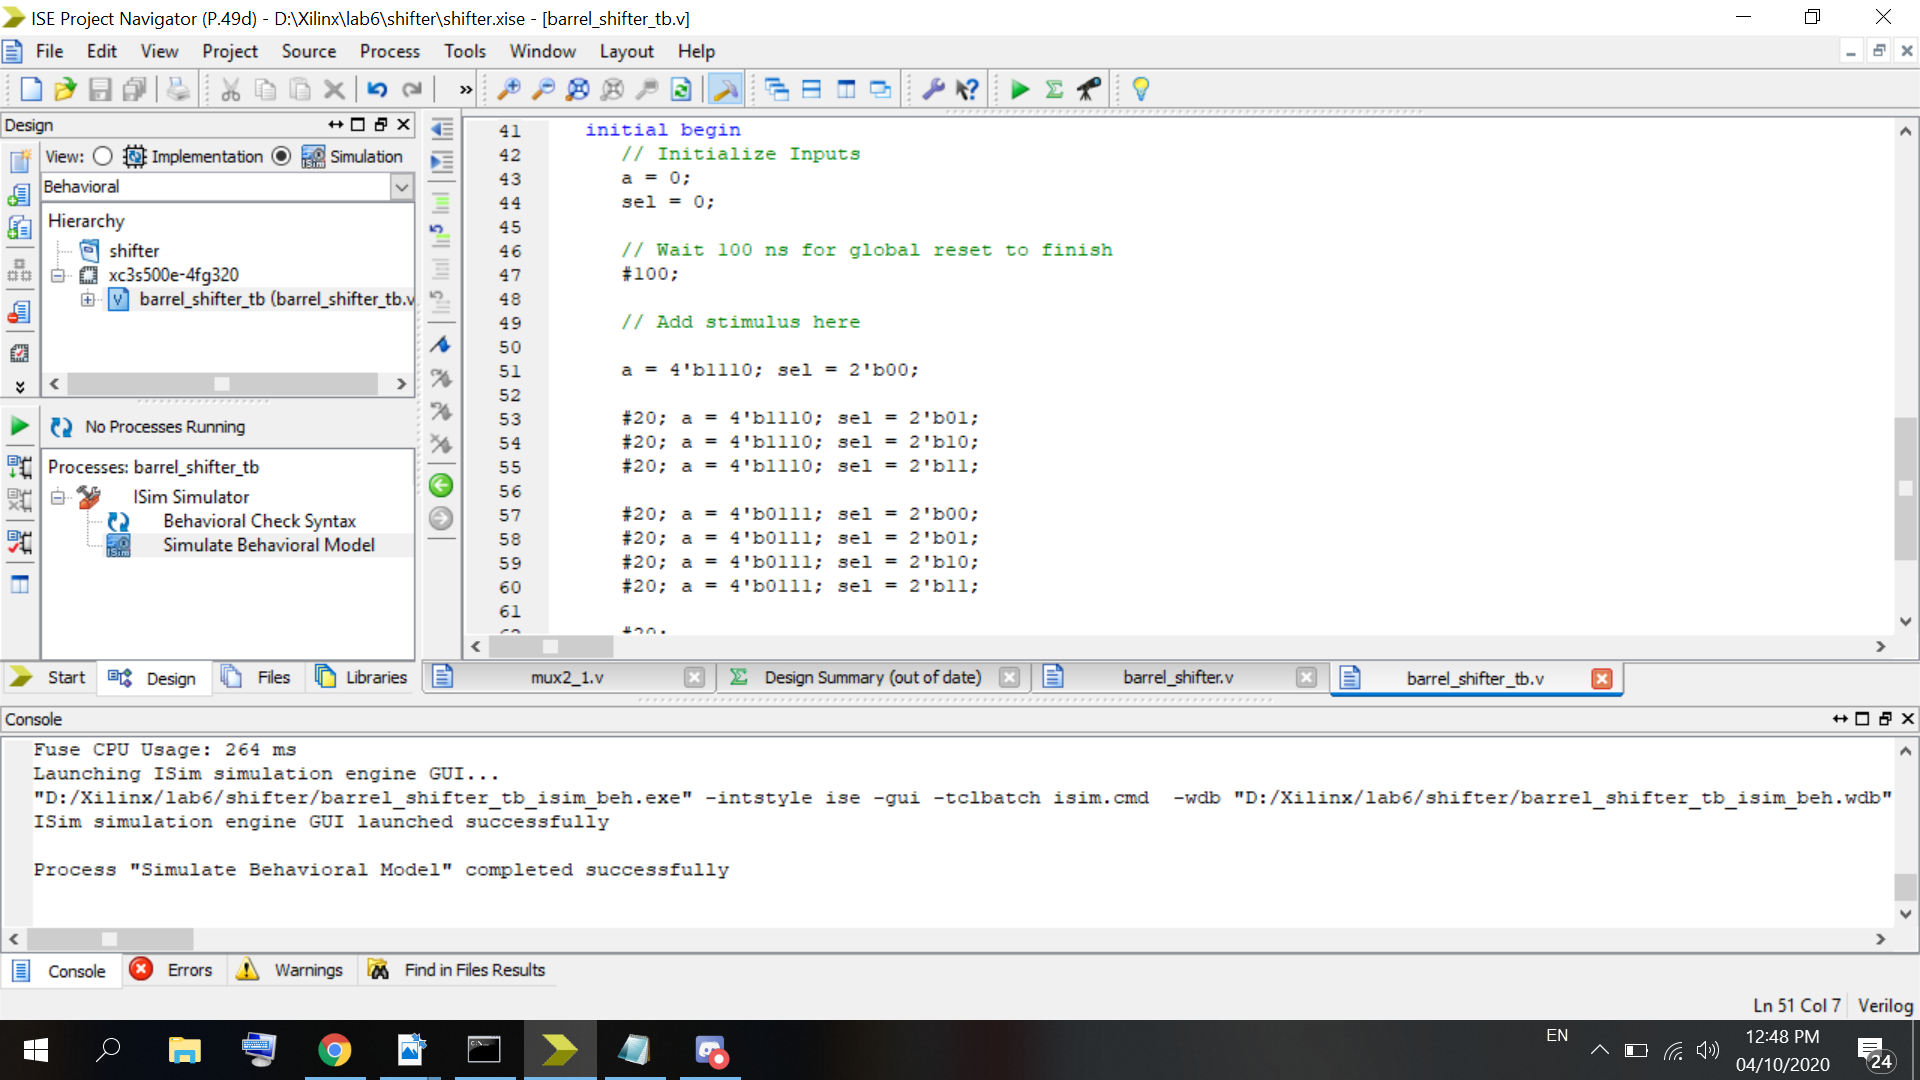 ISE Project Navigator (P.49d) - D:\Xilinx\lab6\shifter\shifter.xise - [barrel_shifter_tb.v]
File Edit View Project Source Process Tools Window Layout Help
Design
View: Implementation Simulation
Behavioral
Hierarchy
shifter
xc3s500e-4fg320
barrel_shifter_tb (barrel_shifter_tb.v
No Processes Running
Processes: barrel_shifter_tb
ISim Simulator
Behavioral Check Syntax
Simulate Behavioral Model
Start Design Files Libraries
41 initial begin
42 // Initialize Inputs
43 a = 0;
44 sel = 0;
45
46 // Wait 100 ns for global reset to finish
47 #100;
48
49 // Add stimulus here
50
51 a = 4'b1110; sel = 2'b00;
52
53 #20; a = 4'b1110; sel = 2'b01;
54 #20; a = 4'b1110; sel = 2'b10;
55 #20; a = 4'b1110; sel = 2'b11;
56
57 #20; a = 4'b0111; sel = 2'b00;
58 #20; a = 4'b0111; sel = 2'b01;
59 #20; a = 4'b0111; sel = 2'b10;
60 #20; a = 4'b0111; sel = 2'b11;
61
62 #20;
mux2_1.v Design Summary (out of date) barrel_shifter.v barrel_shifter_tb.v
Console
Fuse CPU Usage: 264 ms
Launching ISim simulation engine GUI...
"D:/Xilinx/lab6/shifter/barrel_shifter_tb_isim_beh.exe" -intstyle ise -gui -tclbatch isim.cmd -wdb "D:/Xilinx/lab6/shifter/barrel_shifter_tb_isim_beh.wdb"
ISim simulation engine GUI launched successfully
Process "Simulate Behavioral Model" completed successfully
Console Errors Warnings Find in Files Results
Ln 51 Col 7 Verilog
EN
12:48 PM
04/10/2020
24